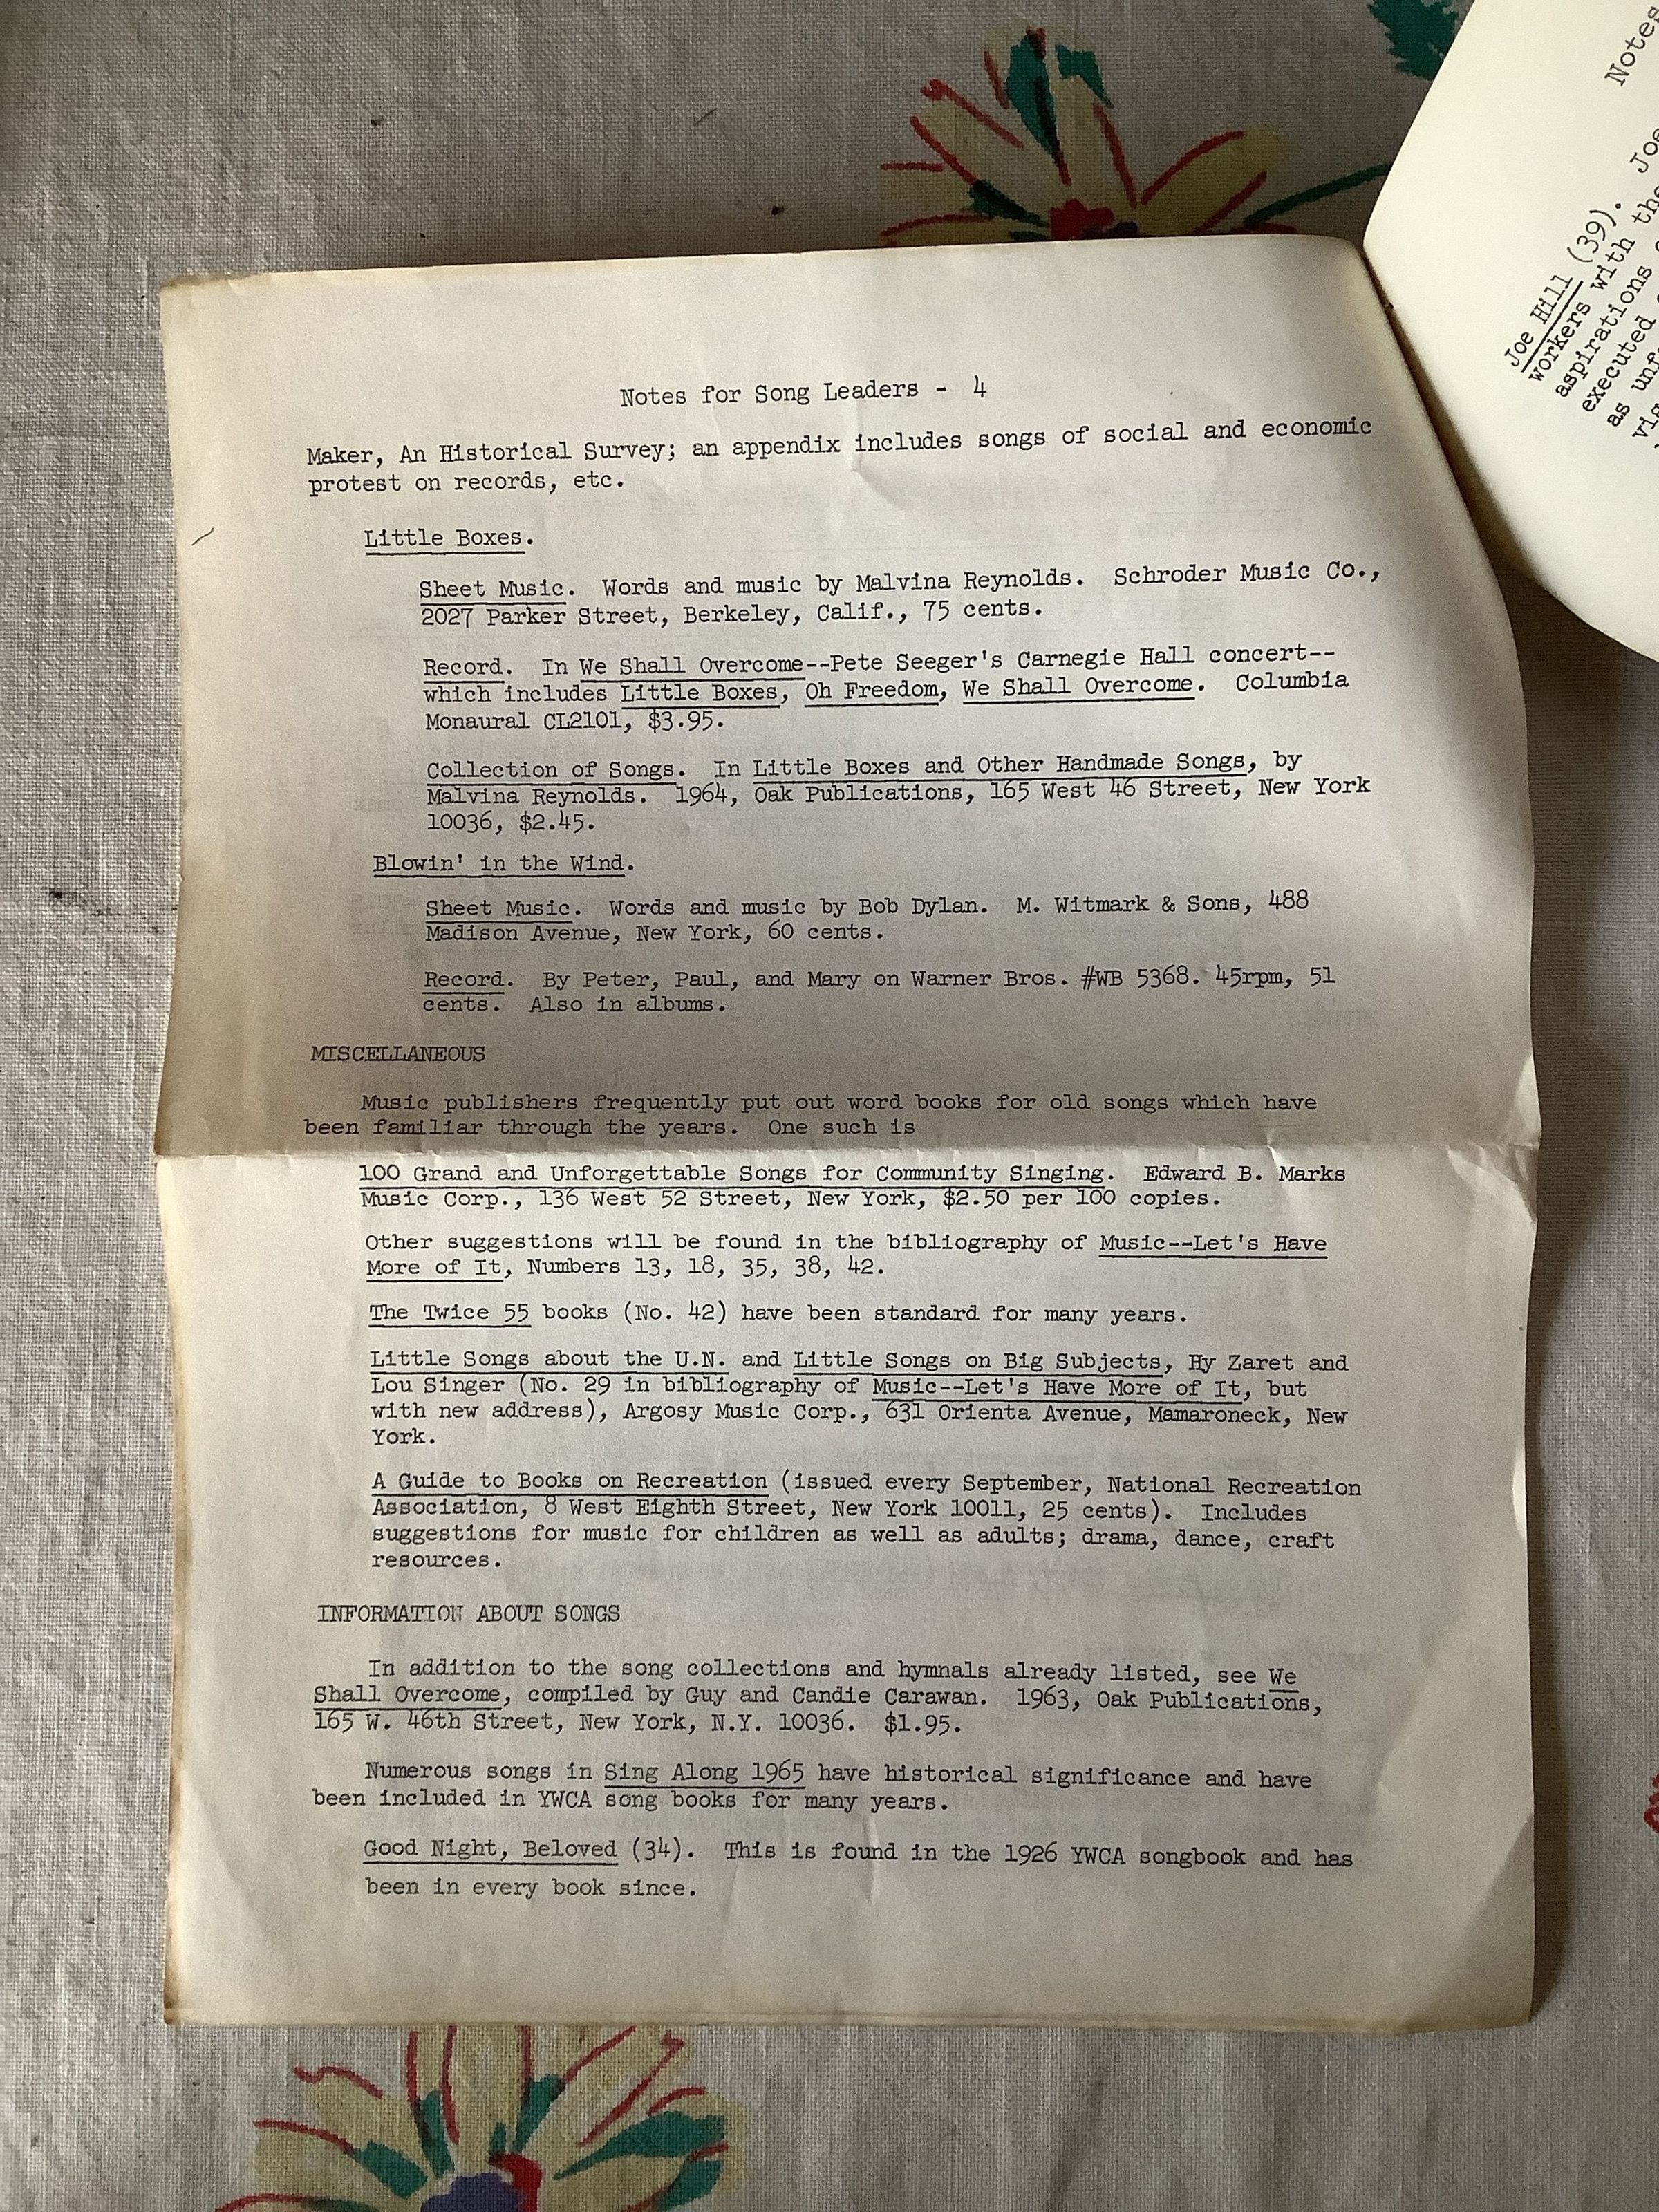 Notes for Song Leaders - 4
Maker, An Historical Survey; an appendix includes songs of social and economic
protest on records, etc.
Little Boxes.
Sheet Music. Words and music by Malvina Reynolds. Schroder Music Co.,
2027 Parker Street, Berkeley, Calif., 75 cents.
Record. In We Shall Overcome--Pete Seeger's Carnegie Hall concert--
which includes Little Boxes, Oh Freedom, We Shall Overcome. Columbia
Monaural CL2101, $3.95.
Collection of Songs. In Little Boxes and Other Handmade Songs, by
Malvina Reynolds. 1964, Oak Publications, 165 West 46 Street, New York
10036, $2.45.
Blowin' in the Wind.
Sheet Music. Words and music by Bob Dylan. M. Witmark & Sons, 488
Madison Avenue, New York, 60 cents.
Record. By Peter, Paul, and Mary on Warner Bros. #WB 5368. 45rpm, 51
cents. Also in albums.
MISCELLANEOUS
Music publishers frequently put out word books for old songs which have
been familiar through the years. One such is
100 Grand and Unforgettable Songs for Community Singing. Edward B. Marks
Music Corp., 136 West 52 Street, New York, $2.50 per 100 copies.
Other suggestions will be found in the bibliography of Music--Let's Have
More of It, Numbers 13, 18, 35, 38, 42.
The Twice 55 books (No. 42) have been standard for many years.
Little Songs about the U.N. and Little Songs on Big Subjects, Hy Zaret and
Lou Singer (No. 29 in bibliography of Music--Let's Have More of It, but
with new address), Argosy Music Corp., 631 Orienta Avenue, Mamaroneck, New
York.
A Guide to Books on Recreation (issued every September, National Recreation
Association, 8 West Eighth Street, New York 10011, 25 cents). Includes
suggestions for music for children as well as adults; drama, dance, craft
resources.
INFORMATION ABOUT SONGS
In addition to the song collections and hymnals already listed, see We
Shall Overcome, compiled by Guy and Candie Carawan. 1963, Oak Publications,
165 W. 46th Street, New York, N.Y. 10036. $1.95.
Numerous songs in Sing Along 1965 have historical significance and have
been included in YWCA song books for many years.
Good Night, Beloved (34). This is found in the 1926 YWCA songbook and has
been in every book since.
Notes
Joe Hill (39). Joe
workers with the
aspirations
executed
as